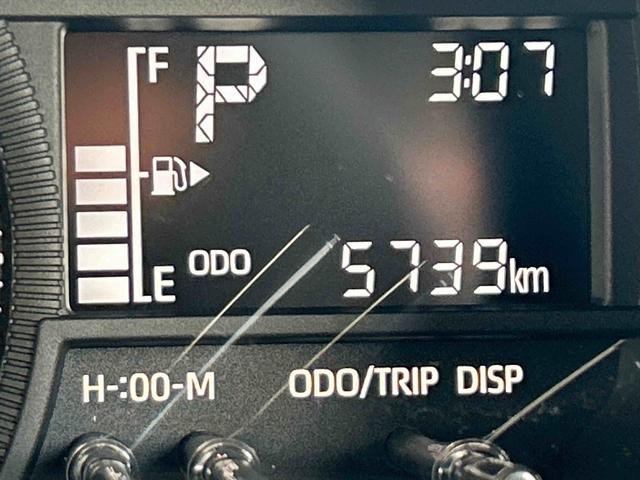 F P 3:07
ODO 5739km
E
H-:00-M ODO/TRIP DISP